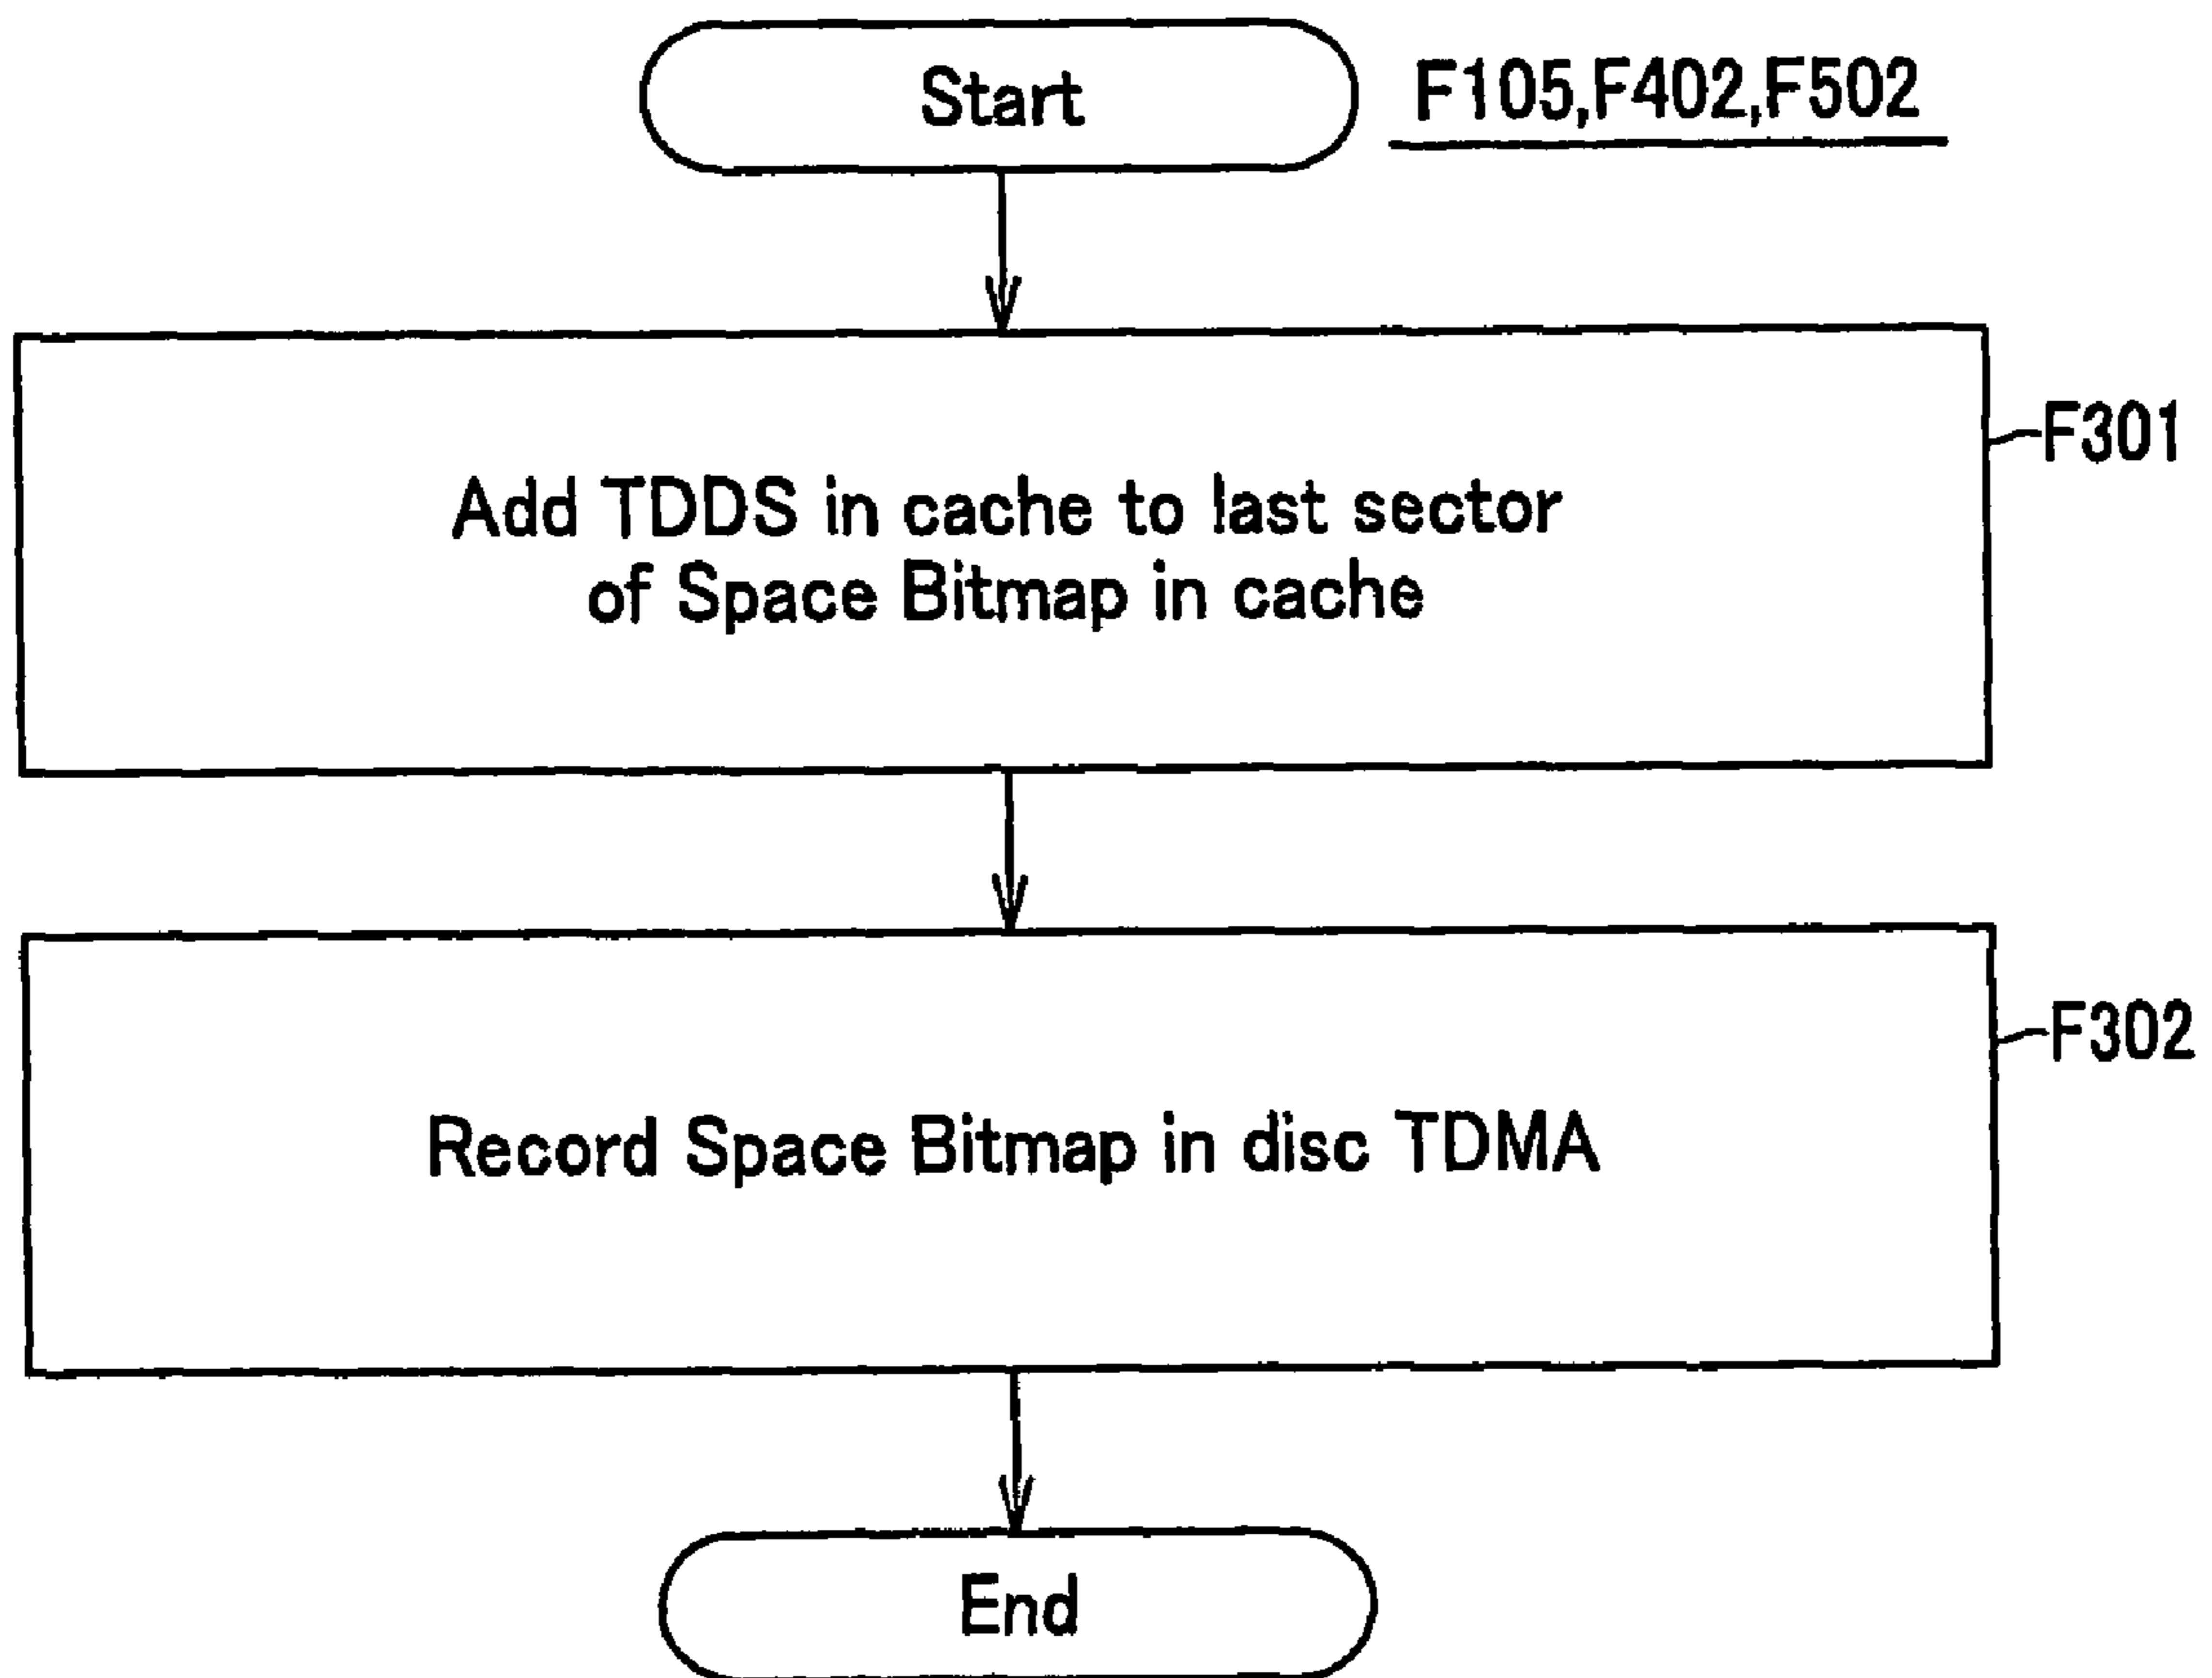 Start
F105,F402,F502
F301
Add TDDS in cache to last sector
of Space Bitmap in cache
F302
Record Space Bitmap in disc TDMA
End